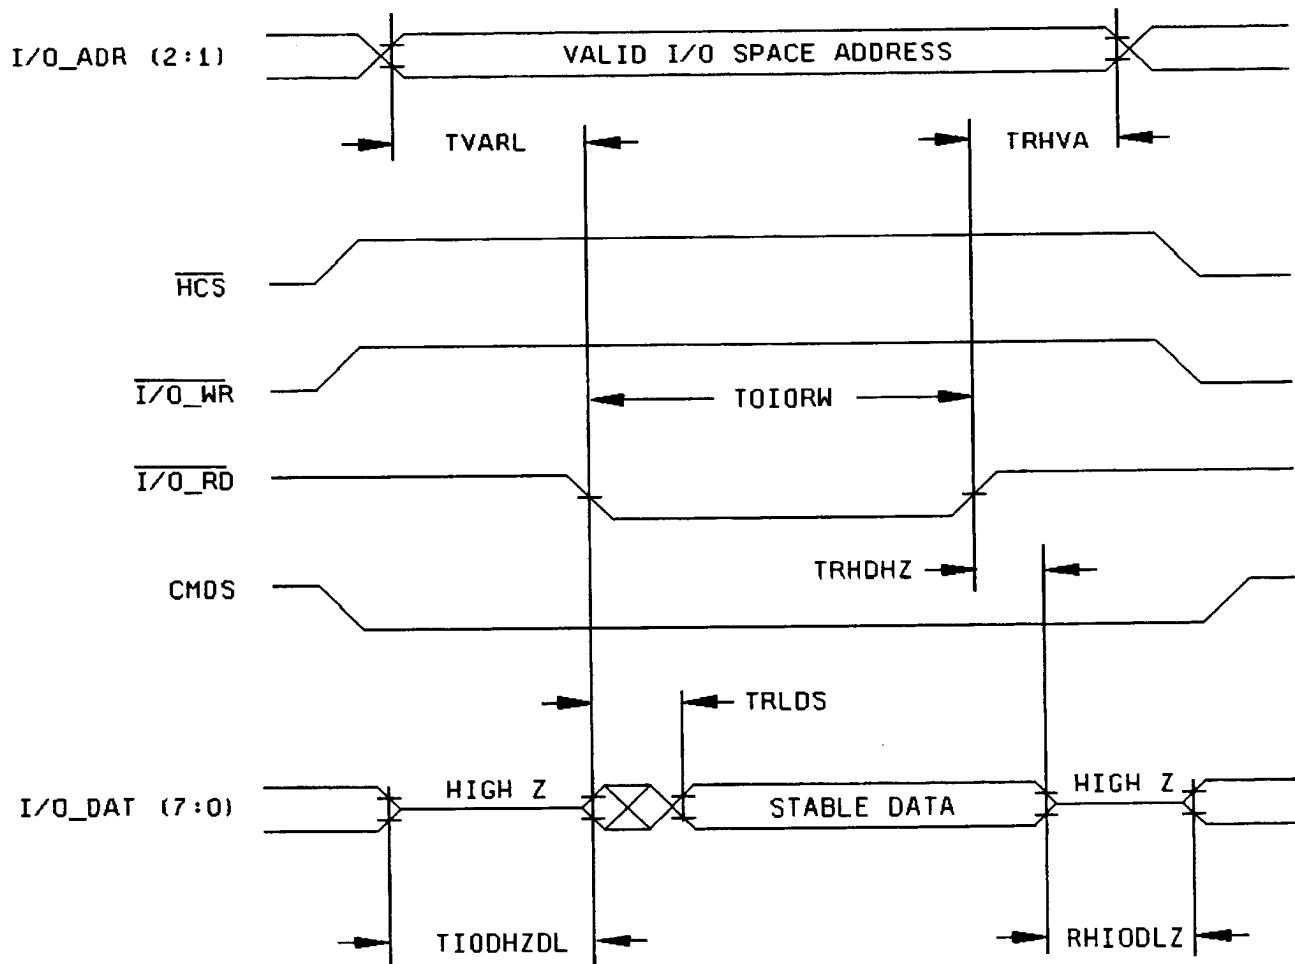 I/O_ADR (2:1)
VALID I/O SPACE ADDRESS
TVARL
TRHVA
HCS
I/O_WR
TOIORW
I/O_RD
TRHDHZ
CMDS
TRLDS
I/O_DAT (7:0)
HIGH Z
STABLE DATA
HIGH Z
TIODHZDL
RHIODLZ